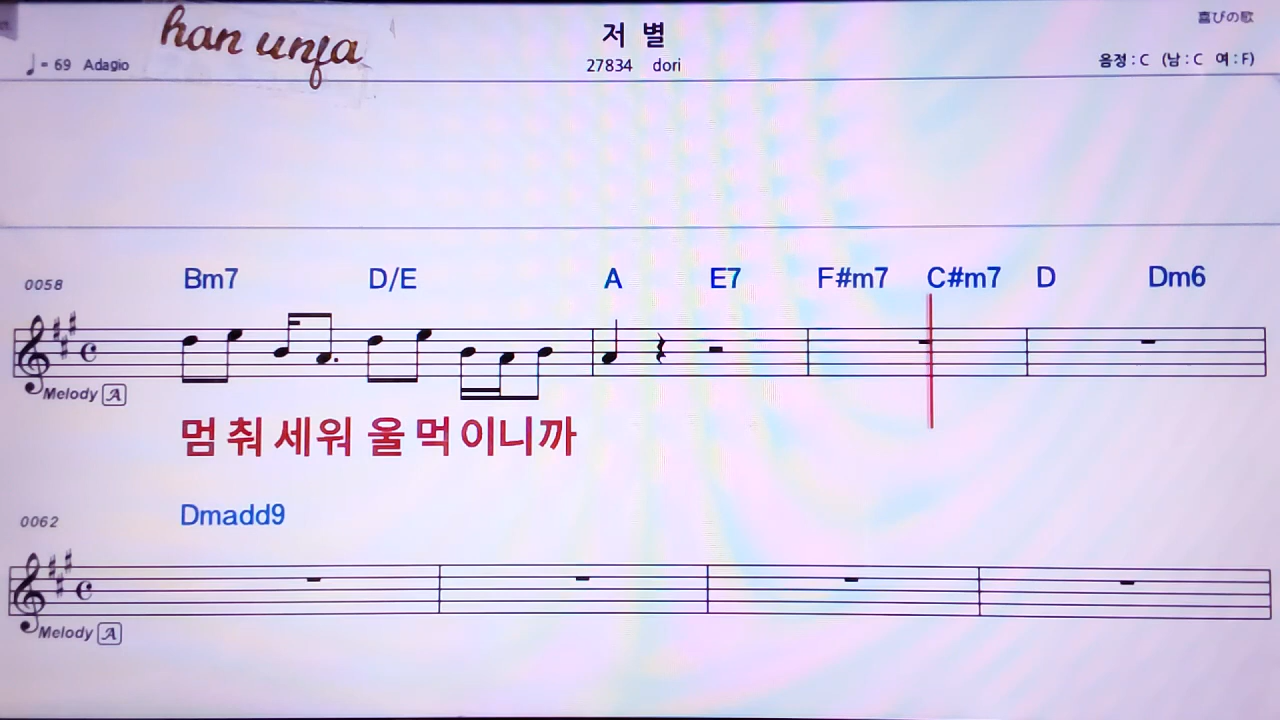 han unfa
저 별
喜びの歌
♩= 69 Adagio
27834 dori
음정 : C (남 : C 여 : F)
0058
Bm7 D/E A E7 F#m7 C#m7 D Dm6
Melody A
멈춰 세워 울먹이니까
0062
Dmadd9
Melody A